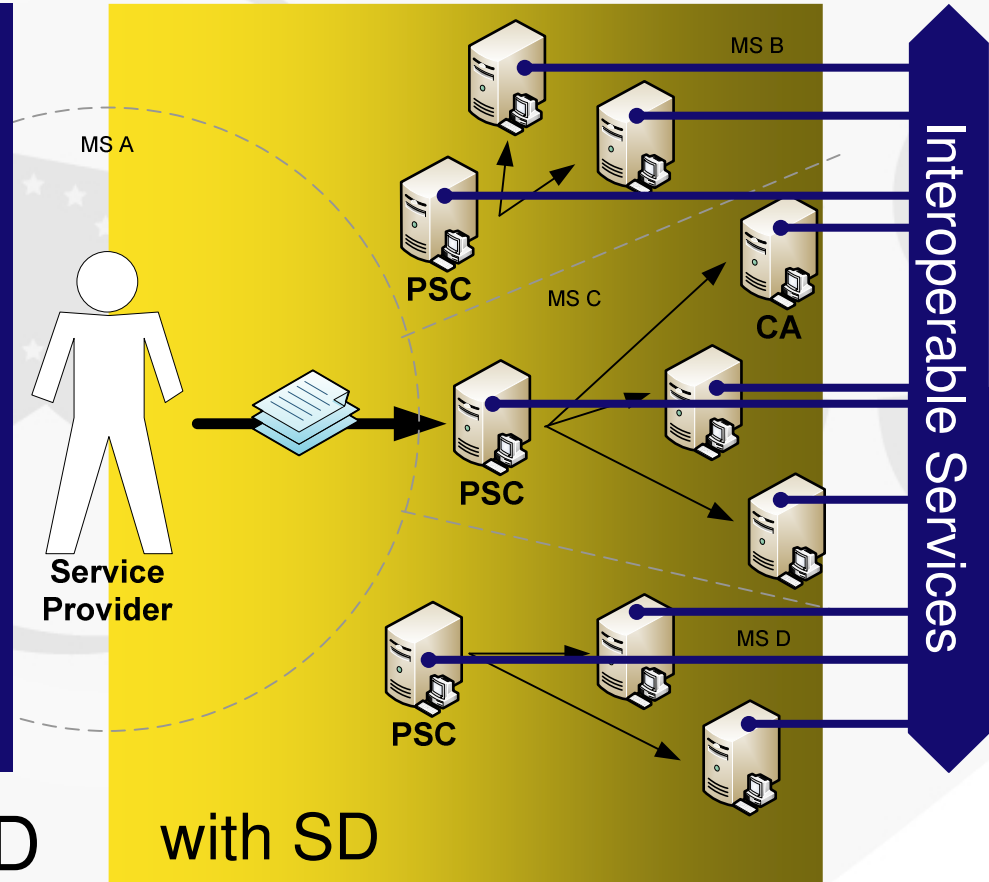 MS B
MS A
PSC
MS C
CA
PSC
Service
Provider
MS D
PSC
D
with SD
Interoperable Services